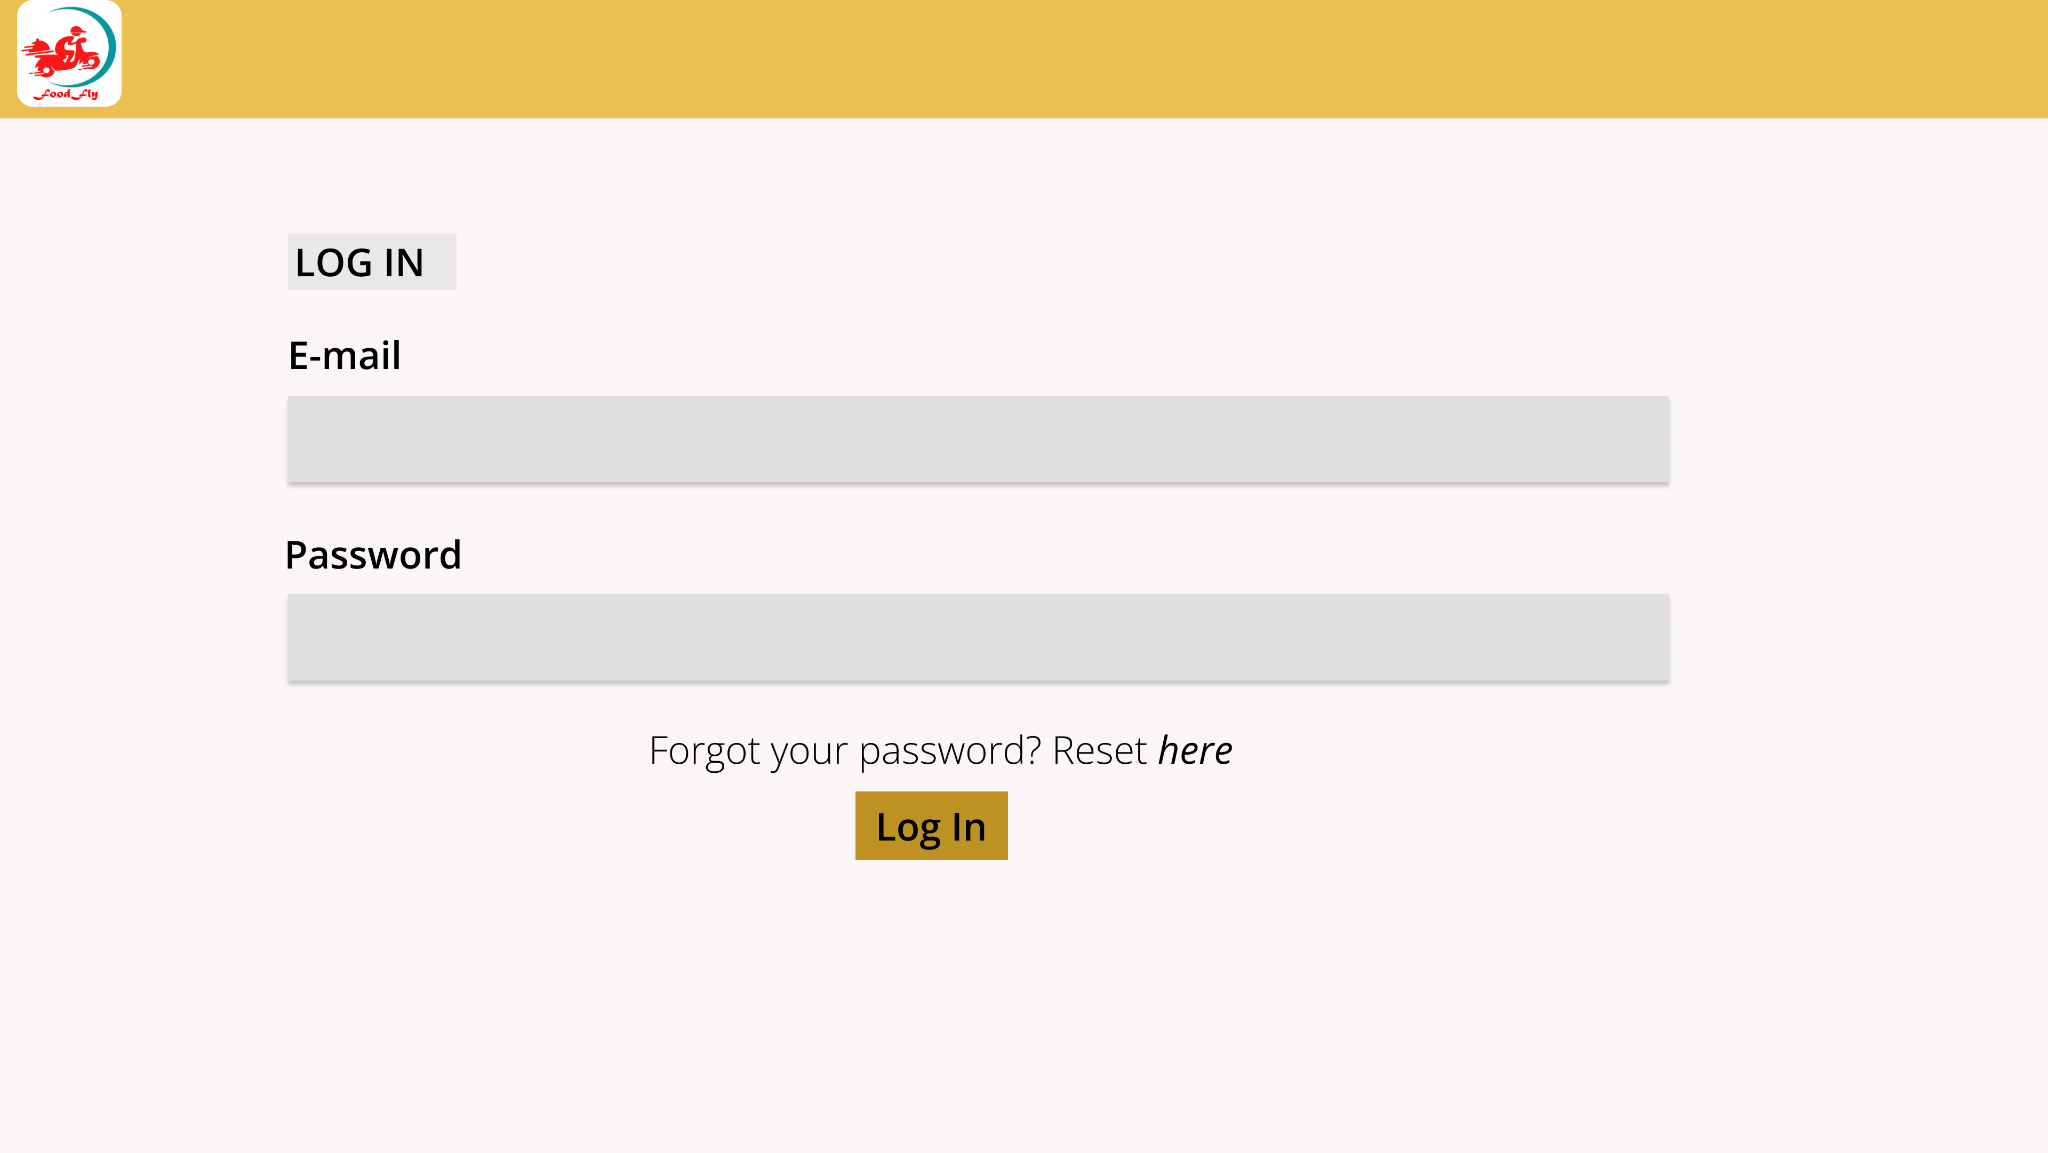 Food Fly
LOG IN
E-mail
Password
Forgot your password? Reset here
Log In